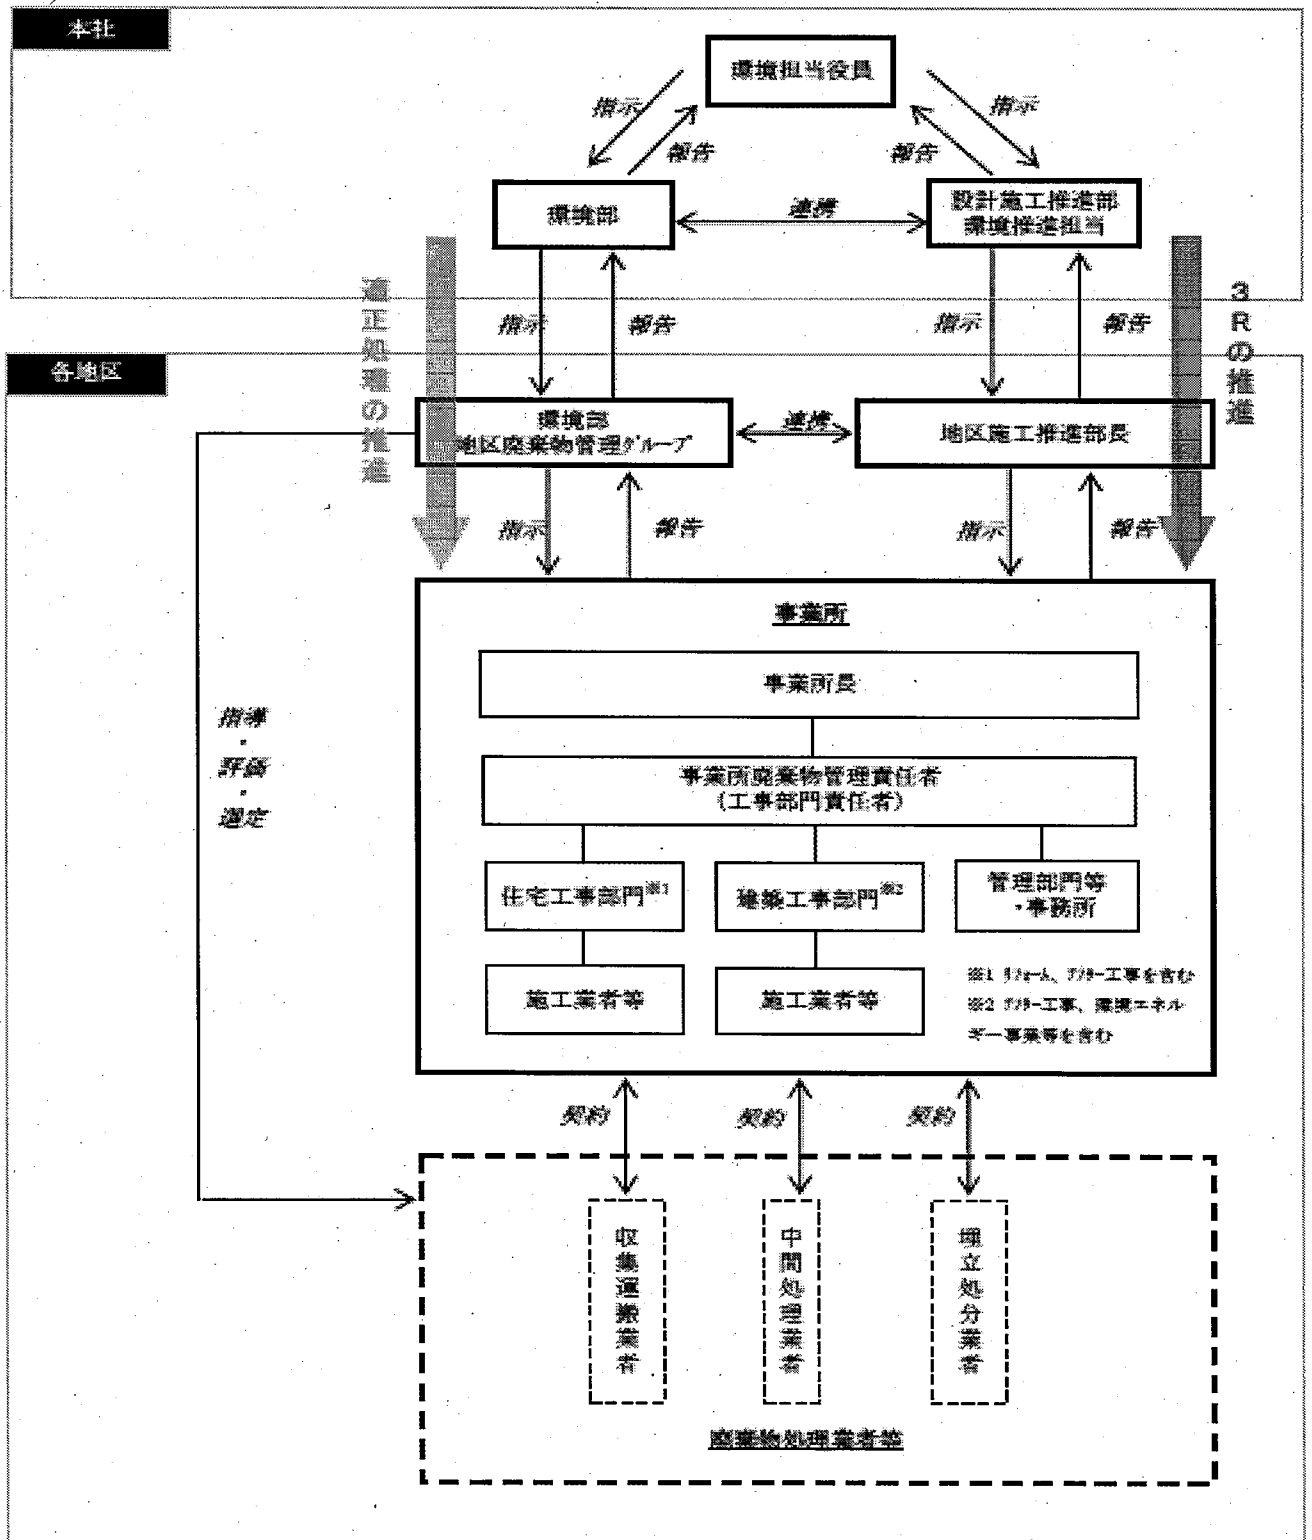 本社
環境担当役員
指示
報告
報告
指示
環境部
連携
設計施工推進部
環境推進担当
適正処理の推進
指示
報告
指示
報告
3Rの推進
各地区
環境部
地区廃棄物管理グループ
連携
地区施工推進部長
指示
報告
指示
報告
事業所
事業所長
指導・評価・選定
事業所廃棄物管理責任者
(工事部門責任者)
住宅工事部門※1
建築工事部門※2
管理部門等
・事務所
施工業者等
施工業者等
※1 リフォーム、アフター工事を含む
※2 アフター工事、環境エネル
ギー事業等を含む
契約
契約
契約
収集運搬業者
中間処理業者
埋立処分業者
廃棄物処理業者等